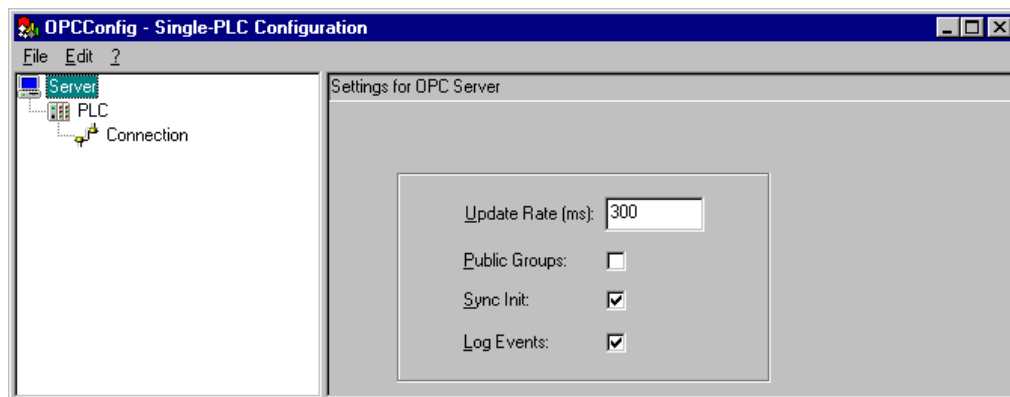 OPCConfig - Single-PLC Configuration
File Edit ?
Server
PLC
Connection
Settings for OPC Server
Update Rate (ms): 300
Public Groups:
Sync Init:
Log Events: